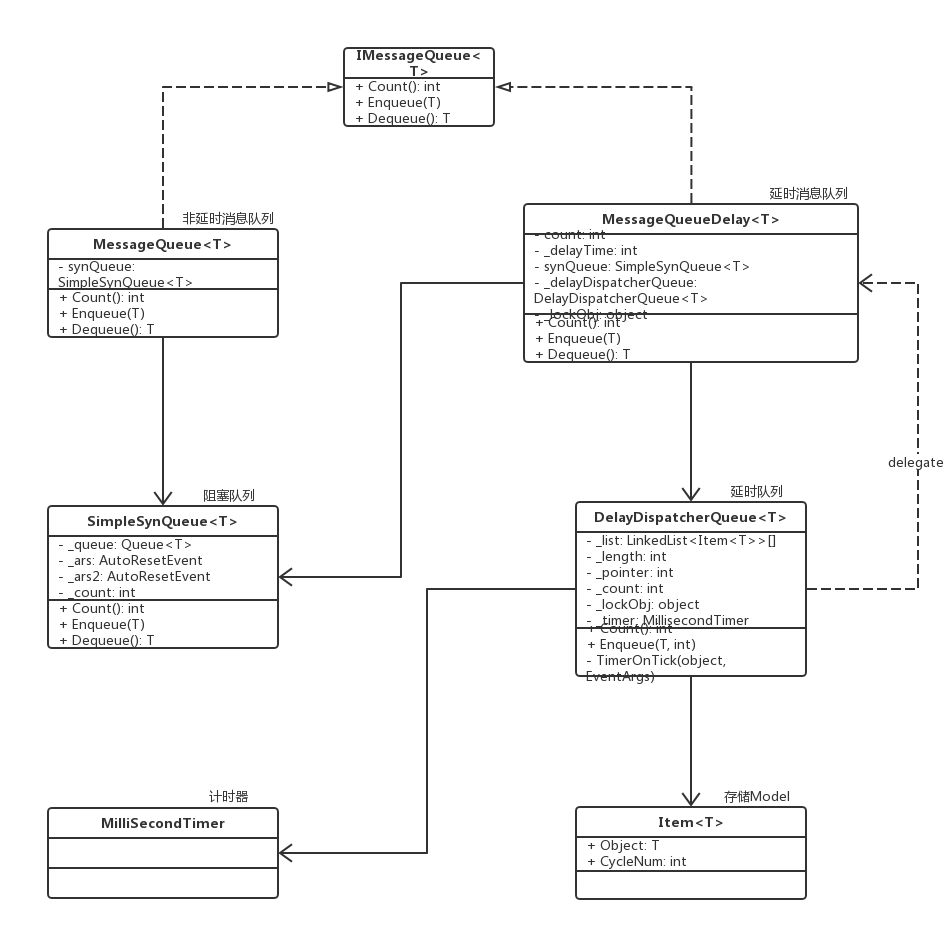 IMessageQueue<
T>
+ Count(): int
+ Enqueue(T)
+ Dequeue(): T
非延时消息队列
MessageQueue<T>
- synQueue:
SimpleSynQueue<T>
+ Count(): int
+ Enqueue(T)
+ Dequeue(): T
延时消息队列
MessageQueueDelay<T>
- count: int
- _delayTime: int
- synQueue: SimpleSynQueue<T>
- _delayDispatcherQueue:
DelayDispatcherQueue<T>
- _lockObj: object
+ Count(): int
+ Enqueue(T)
+ Dequeue(): T
delegate
阻塞队列
SimpleSynQueue<T>
- _queue: Queue<T>
- _ars: AutoResetEvent
- _ars2: AutoResetEvent
- _count: int
+ Count(): int
+ Enqueue(T)
+ Dequeue(): T
延时队列
DelayDispatcherQueue<T>
- _list: LinkedList<Item<T>>[]
- _length: int
- _pointer: int
- _count: int
- _lockObj: object
- _timer: MillisecondTimer
+ Count(): int
+ Enqueue(T, int)
- TimerOnTick(object,
EventArgs)
计时器
MilliSecondTimer
存储Model
Item<T>
+ Object: T
+ CycleNum: int